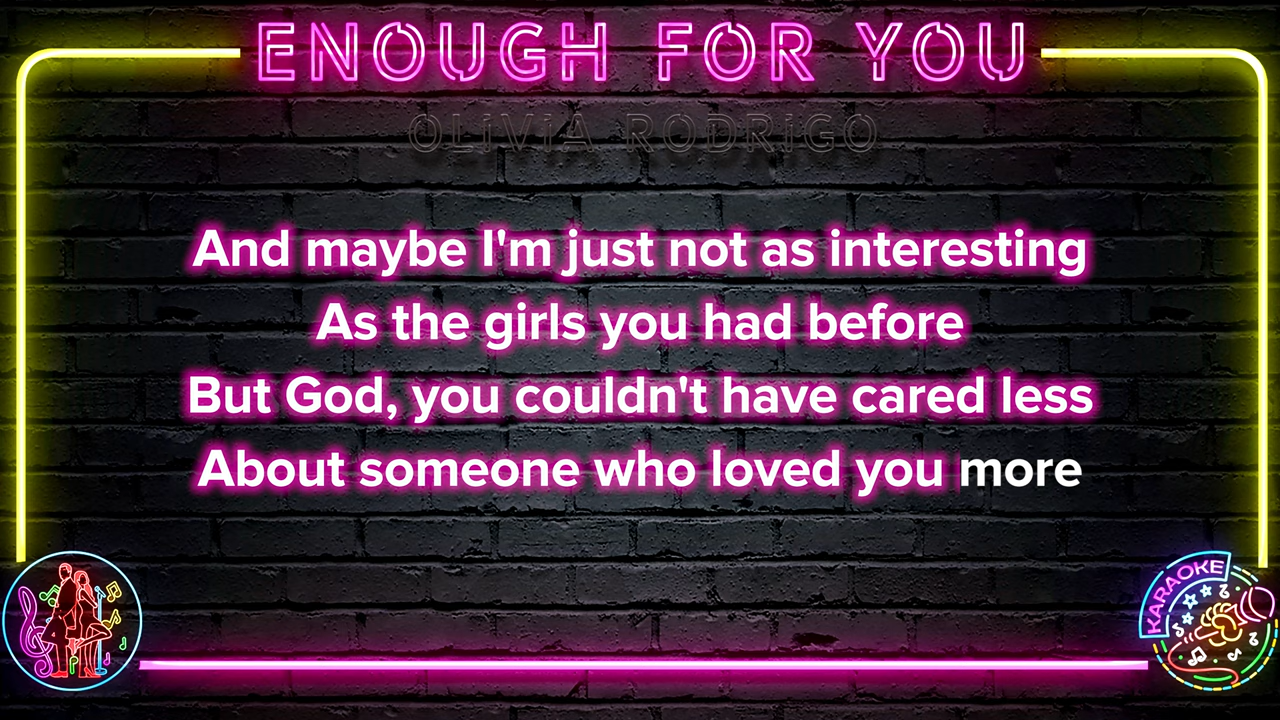 ENOUGH FOR YOU
OLiViA RODRiGO
And maybe I'm just not as interesting
As the girls you had before
But God, you couldn't have cared less
About someone who loved you more
KARAOKE